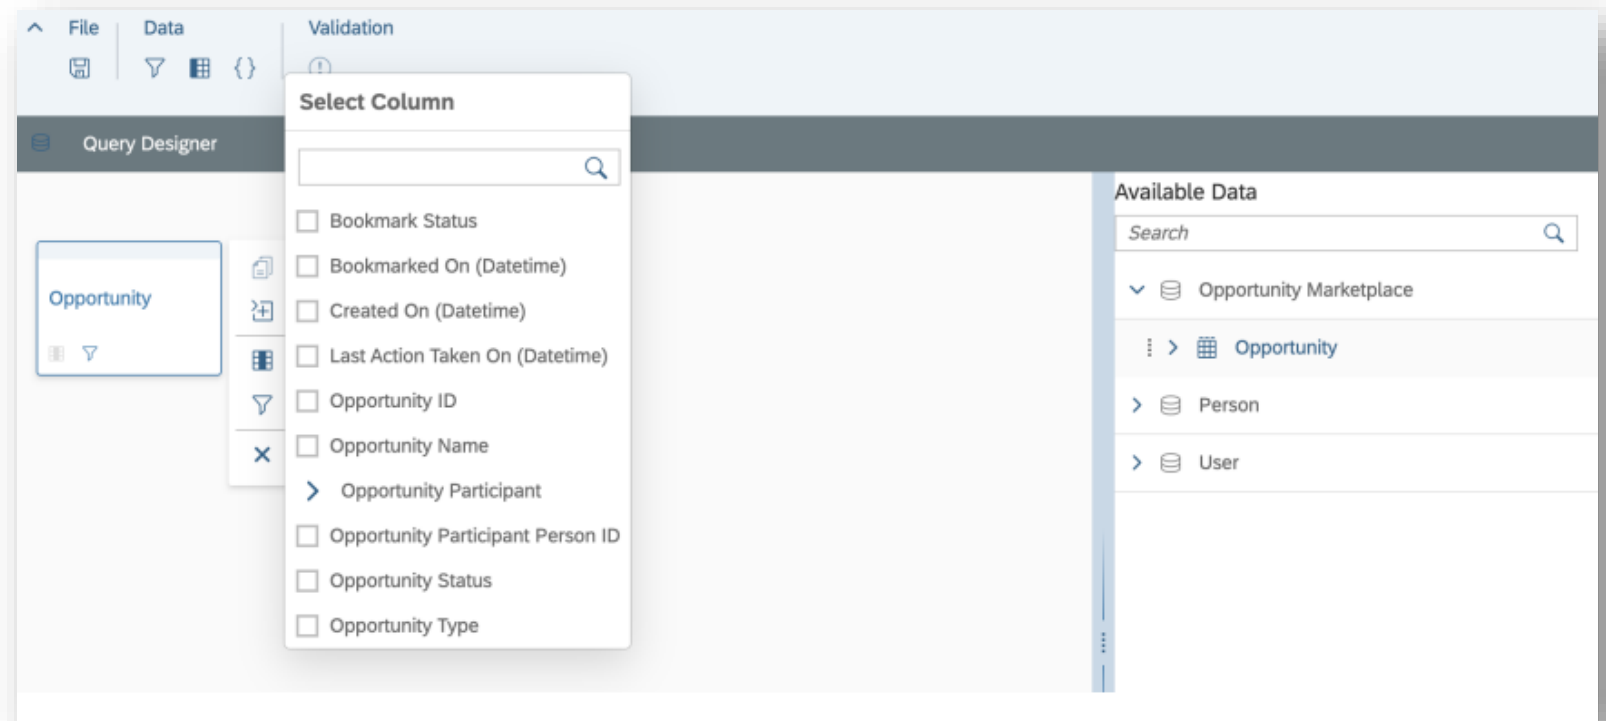 File
Data
Validation
Select Column
Query Designer
Bookmark Status
Bookmarked On (Datetime)
Created On (Datetime)
Last Action Taken On (Datetime)
Opportunity ID
Opportunity Name
Opportunity Participant
Opportunity Participant Person ID
Opportunity Status
Opportunity Type
Opportunity
Available Data
Search
Opportunity Marketplace
Opportunity
Person
User